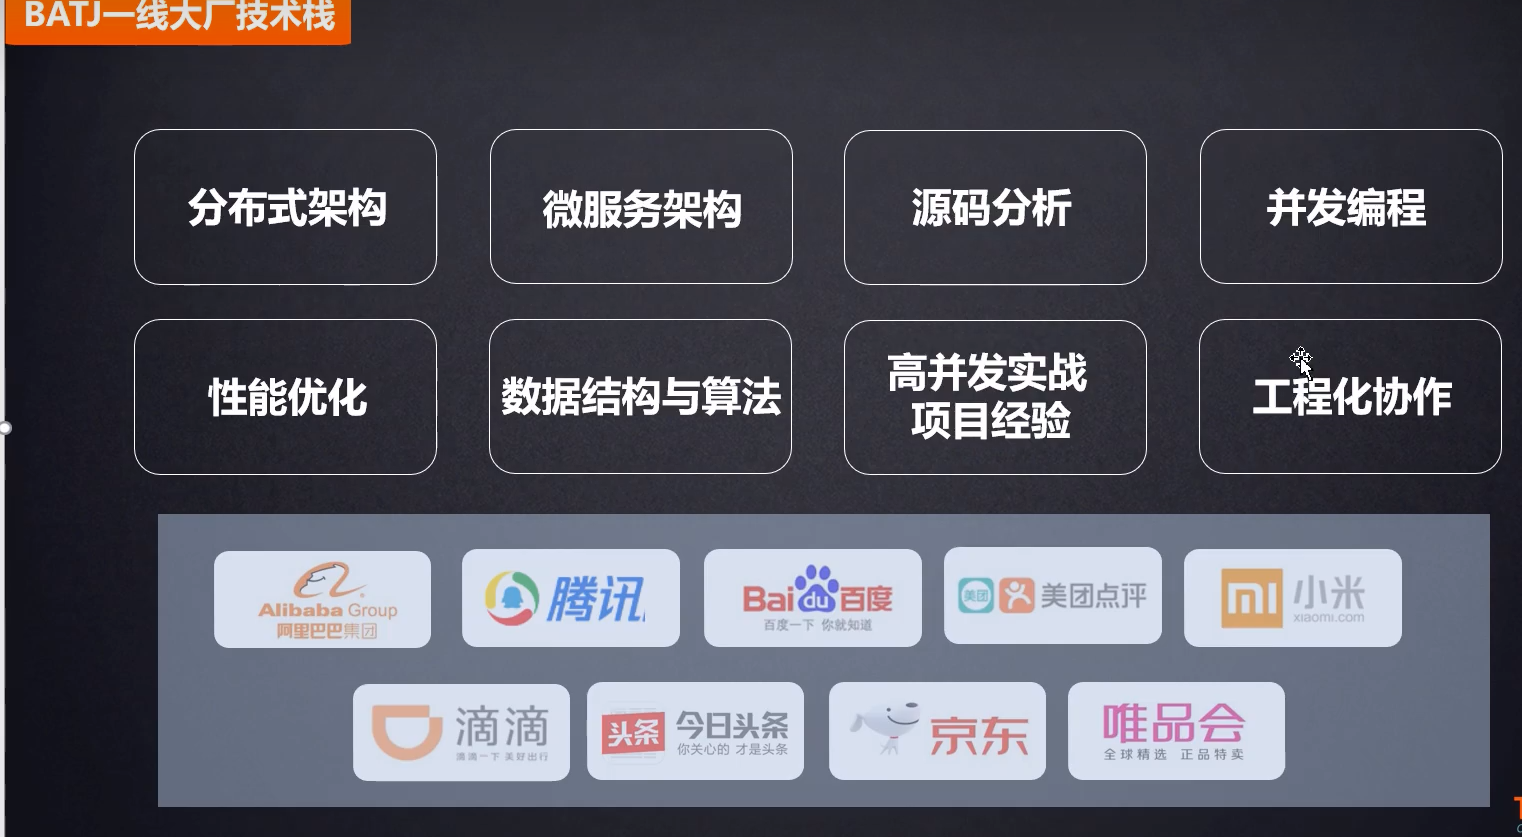 BATJ一线大厂技术栈
分布式架构
微服务架构
源码分析
并发编程
性能优化
数据结构与算法
高并发实战
项目经验
工程化协作
Alibaba Group
阿里巴巴集团
腾讯
Bai du 百度
百度一下 你就知道
美团
美团点评
mi
小米
xiaomi.com
滴滴
滴滴一下 美好出行
头条
今日头条
你关心的 才是头条
京东
唯品会
全球精选 正品特卖